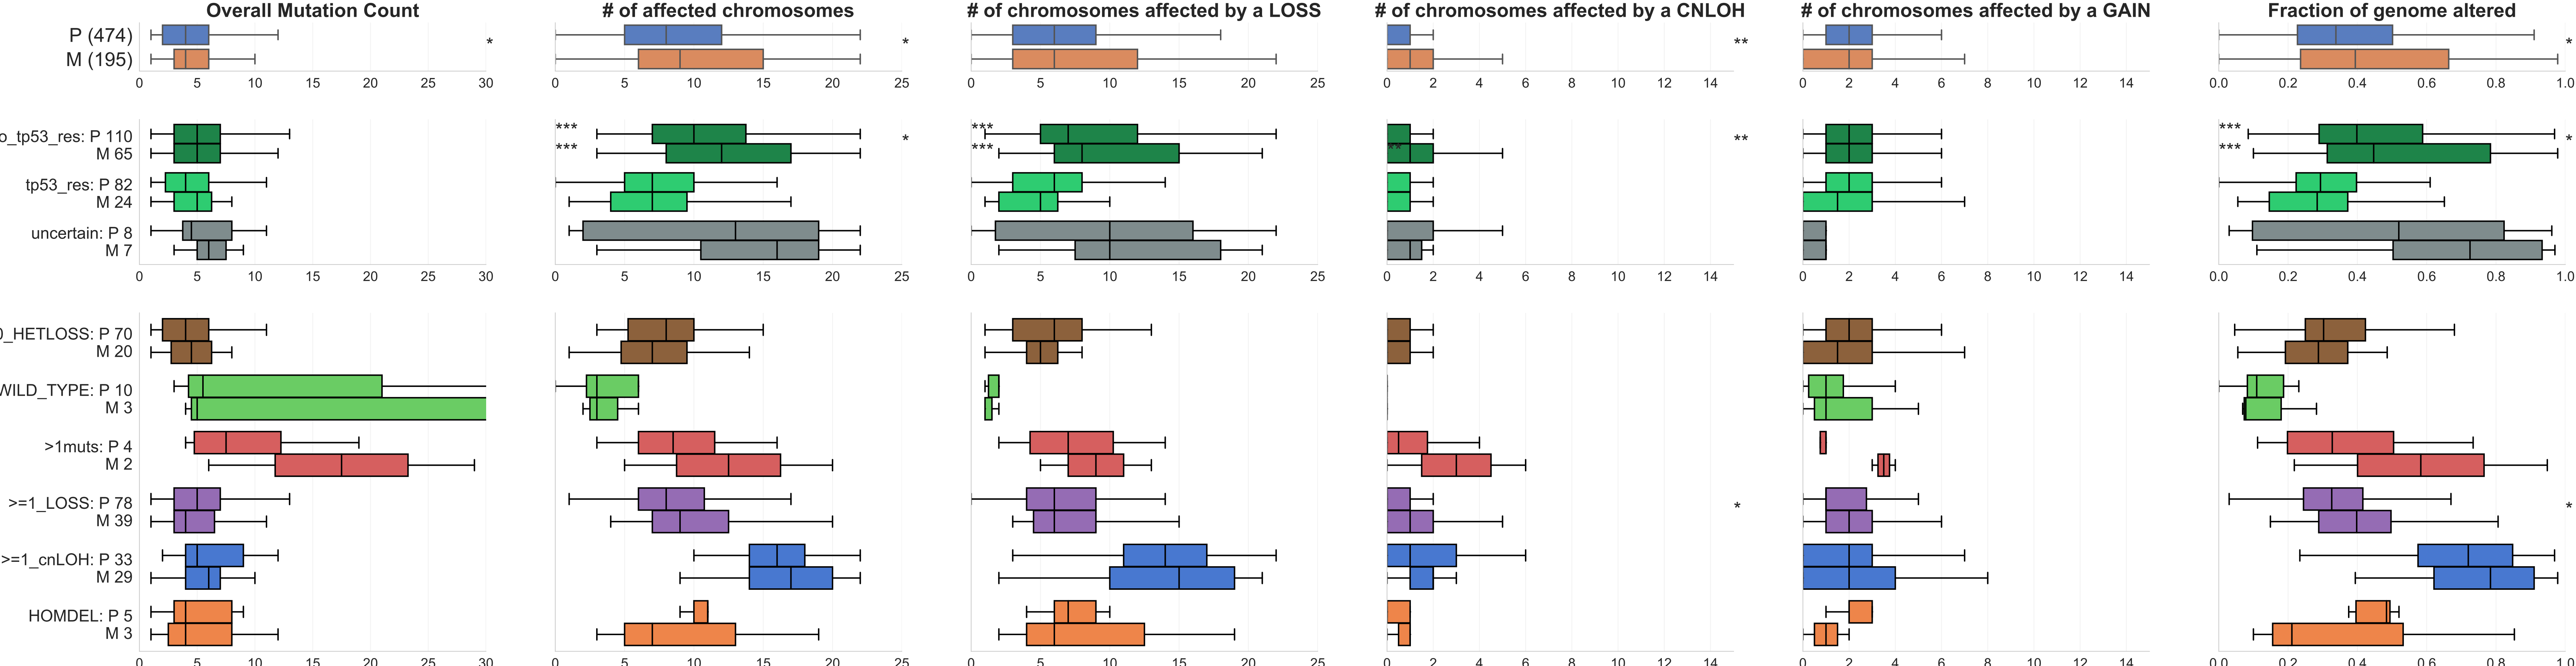 Overall Mutation Count # of affected chromosomes # of chromosomes affected by a LOSS # of chromosomes affected by a CNLOH # of chromosomes affected by a GAIN Fraction of genome altered
P (474) * * ** *
M (195)
0 5 10 15 20 25 30 0 5 10 15 20 25 0 5 10 15 20 25 0 2 4 6 8 10 12 14 0 2 4 6 8 10 12 14 0.0 0.2 0.4 0.6 0.8 1.0
o_tp53_res: P 110 *** * *** ** *** *
M 65 *** *** ** ***
tp53_res: P 82
M 24
uncertain: P 8
M 7
0 5 10 15 20 25 30 0 5 10 15 20 25 0 5 10 15 20 25 0 2 4 6 8 10 12 14 0 2 4 6 8 10 12 14 0.0 0.2 0.4 0.6 0.8 1.0
0_HETLOSS: P 70
M 20
WILD_TYPE: P 10
M 3
>1muts: P 4
M 2
>=1_LOSS: P 78 * *
M 39
>=1_cnLOH: P 33
M 29
HOMDEL: P 5
M 3
0 5 10 15 20 25 30 0 5 10 15 20 25 0 5 10 15 20 25 0 2 4 6 8 10 12 14 0 2 4 6 8 10 12 14 0.0 0.2 0.4 0.6 0.8 1.0